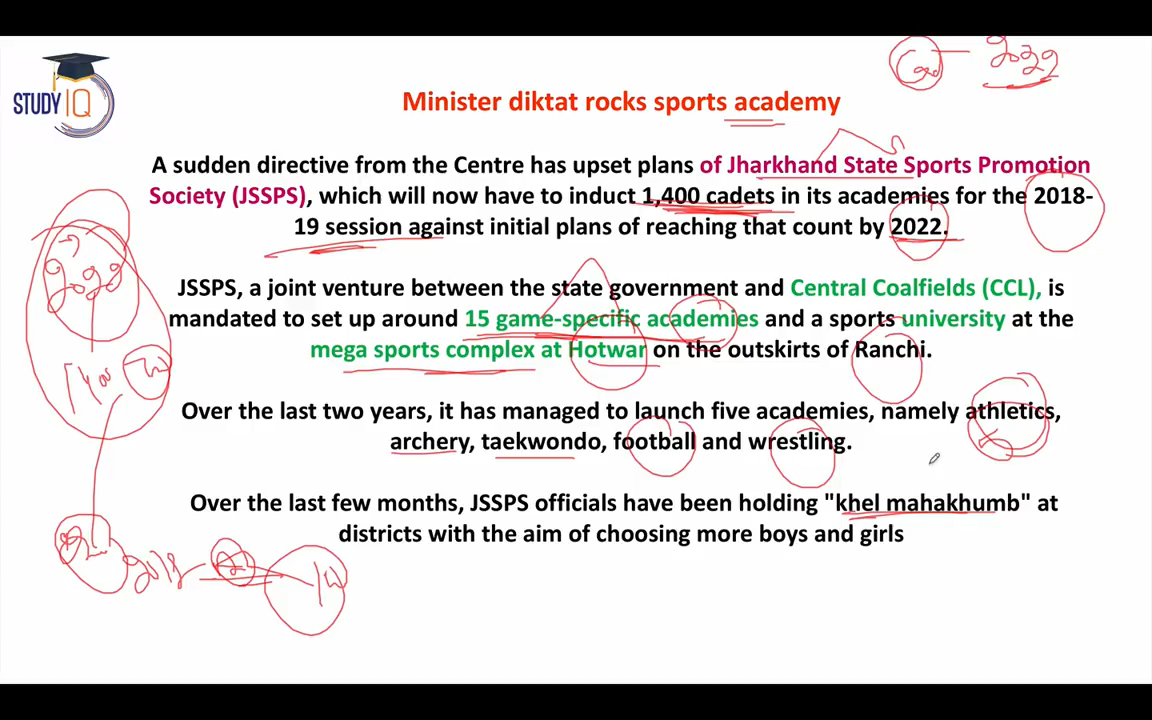 STUDY IQ
2022
Minister diktat rocks sports academy
A sudden directive from the Centre has upset plans of Jharkhand State Sports Promotion
Society (JSSPS), which will now have to induct 1,400 cadets in its academies for the 2018-
19 session against initial plans of reaching that count by 2022.
JSSPS, a joint venture between the state government and Central Coalfields (CCL), is
mandated to set up around 15 game-specific academies and a sports university at the
mega sports complex at Hotwar on the outskirts of Ranchi.
Over the last two years, it has managed to launch five academies, namely athletics,
archery, taekwondo, football and wrestling.
Over the last few months, JSSPS officials have been holding "khel mahakhumb" at
districts with the aim of choosing more boys and girls